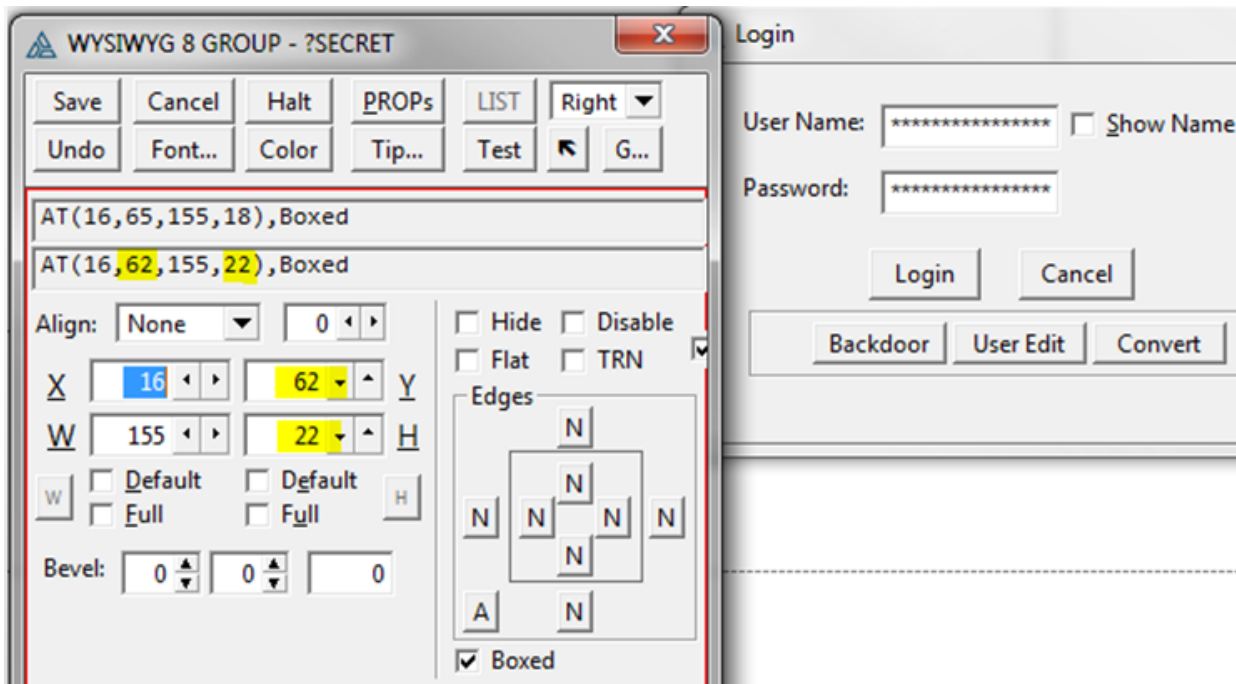 WYSIWYG 8 GROUP - ?SECRET
Save Cancel Halt PROPs LIST Right
Undo Font... Color Tip... Test G...
AT(16,65,155,18),Boxed
AT(16,62,155,22),Boxed
Align: None 0
Hide Disable
Flat TRN
X 16 62 Y
W 155 22 H
W Default Default H
Full Full
Bevel: 0 0 0
Edges
N
N
N N N N
N
A N
Boxed
Login
User Name: **************** Show Name
Password: ****************
Login Cancel
Backdoor User Edit Convert